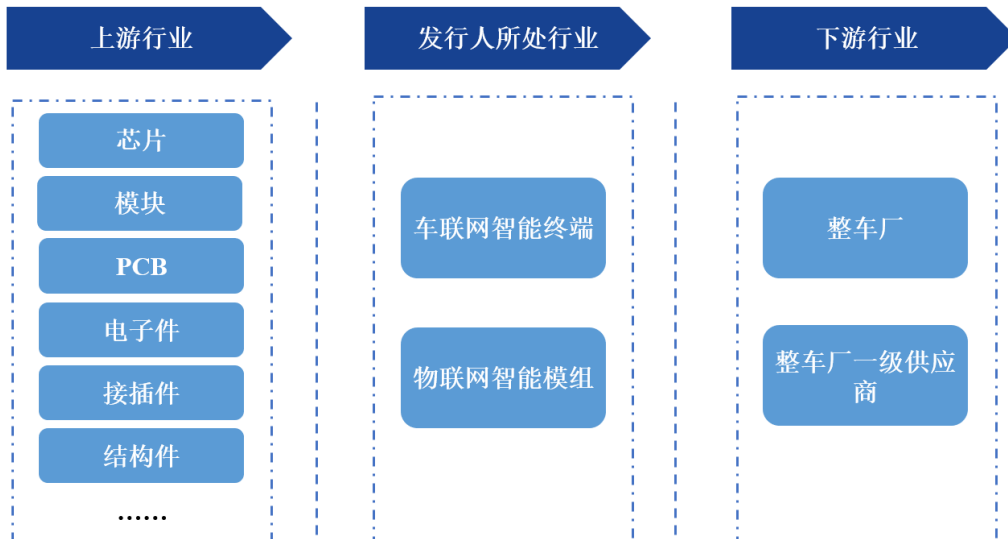 上游行业
发行人所处行业
下游行业
芯片
模块
PCB
电子件
接插件
结构件
......
车联网智能终端
物联网智能模组
整车厂
整车厂一级供应
商